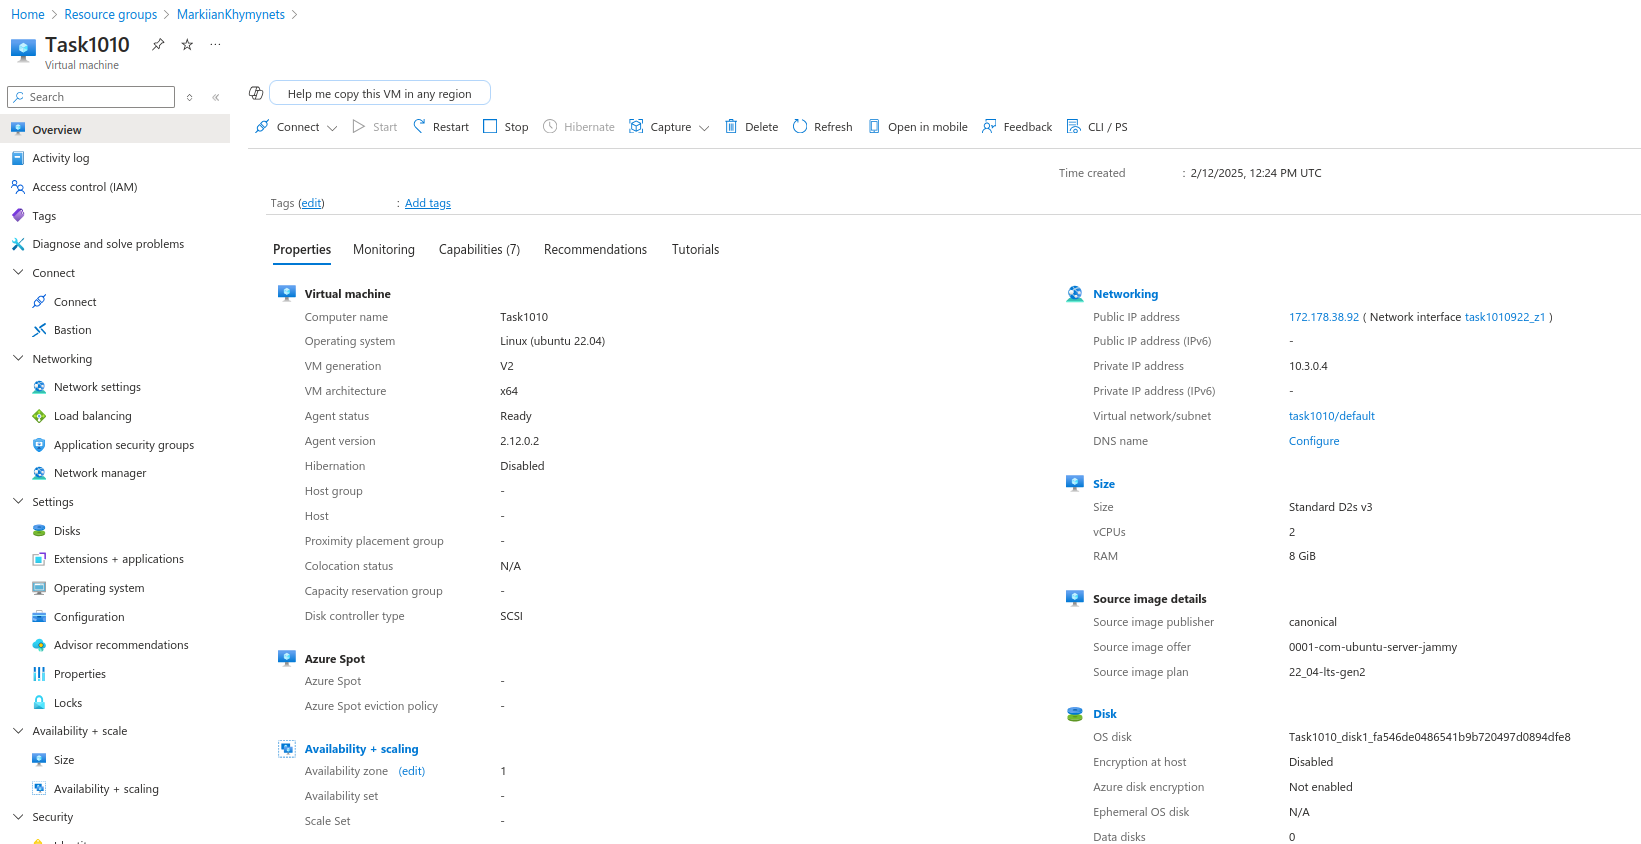 Home > Resource groups > MarkiianKhymynets >
Task1010
Virtual machine
Search
Overview
Activity log
Access control (IAM)
Tags
Diagnose and solve problems
Connect
Connect
Bastion
Networking
Network settings
Load balancing
Application security groups
Network manager
Settings
Disks
Extensions + applications
Operating system
Configuration
Advisor recommendations
Properties
Locks
Availability + scale
Size
Availability + scaling
Security
Help me copy this VM in any region
Connect Start Restart Stop Hibernate Capture Delete Refresh Open in mobile Feedback CLI / PS
Time created : 2/12/2025, 12:24 PM UTC
Tags (edit) : Add tags
Properties Monitoring Capabilities (7) Recommendations Tutorials
Virtual machine
Computer name Task1010
Operating system Linux (ubuntu 22.04)
VM generation V2
VM architecture x64
Agent status Ready
Agent version 2.12.0.2
Hibernation Disabled
Host group -
Host -
Proximity placement group -
Colocation status N/A
Capacity reservation group -
Disk controller type SCSI
Azure Spot
Azure Spot -
Azure Spot eviction policy -
Availability + scaling
Availability zone (edit) 1
Availability set -
Scale Set -
Networking
Public IP address 172.178.38.92 ( Network interface task1010922_z1 )
Public IP address (IPv6) -
Private IP address 10.3.0.4
Private IP address (IPv6) -
Virtual network/subnet task1010/default
DNS name Configure
Size
Size Standard D2s v3
vCPUs 2
RAM 8 GiB
Source image details
Source image publisher canonical
Source image offer 0001-com-ubuntu-server-jammy
Source image plan 22_04-lts-gen2
Disk
OS disk Task1010_disk1_fa546de0486541b9b720497d0894dfe8
Encryption at host Disabled
Azure disk encryption Not enabled
Ephemeral OS disk N/A
Data disks 0